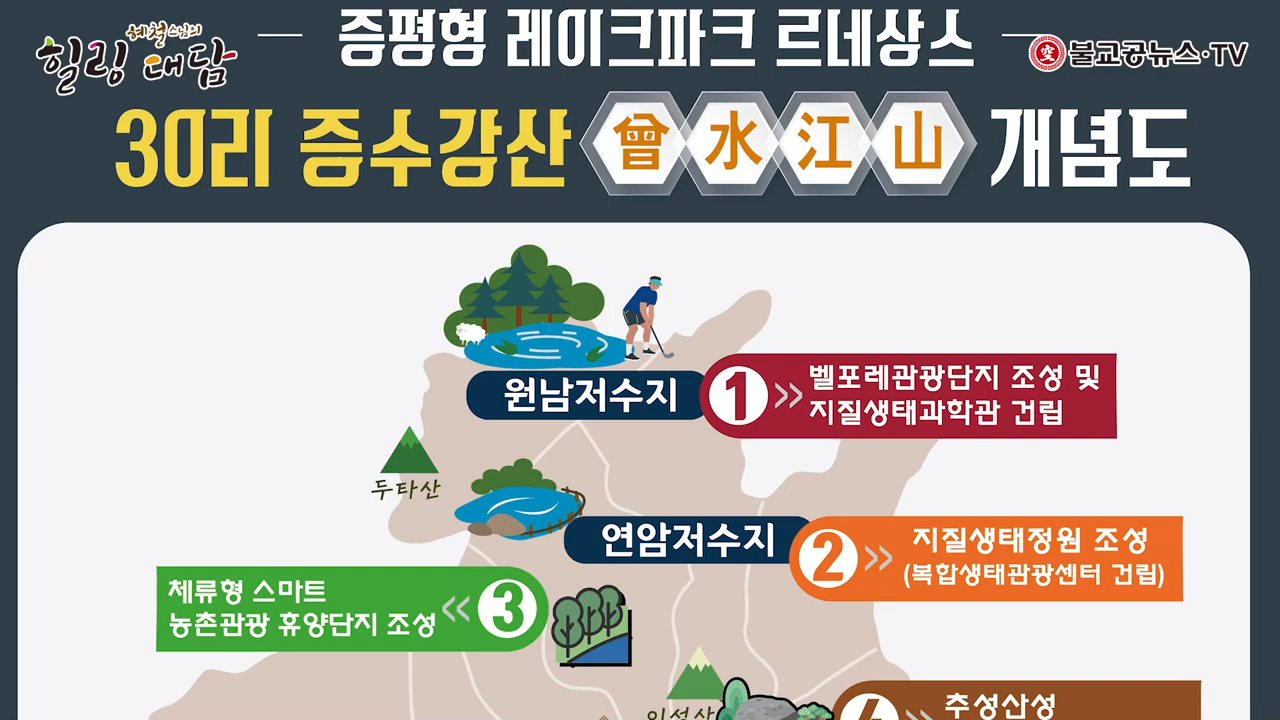 혜철스님의
힐링 대담
증평형 레이크파크 르네상스
불교공뉴스·TV
30리 증수강산 曾水江山 개념도
원남저수지
1 » 벨포레관광단지 조성 및
지질생태과학관 건립
두타산
연암저수지
2 » 지질생태정원 조성
(복합생태관광센터 건립)
체류형 스마트
농촌관광 휴양단지 조성 « 3
추성산성